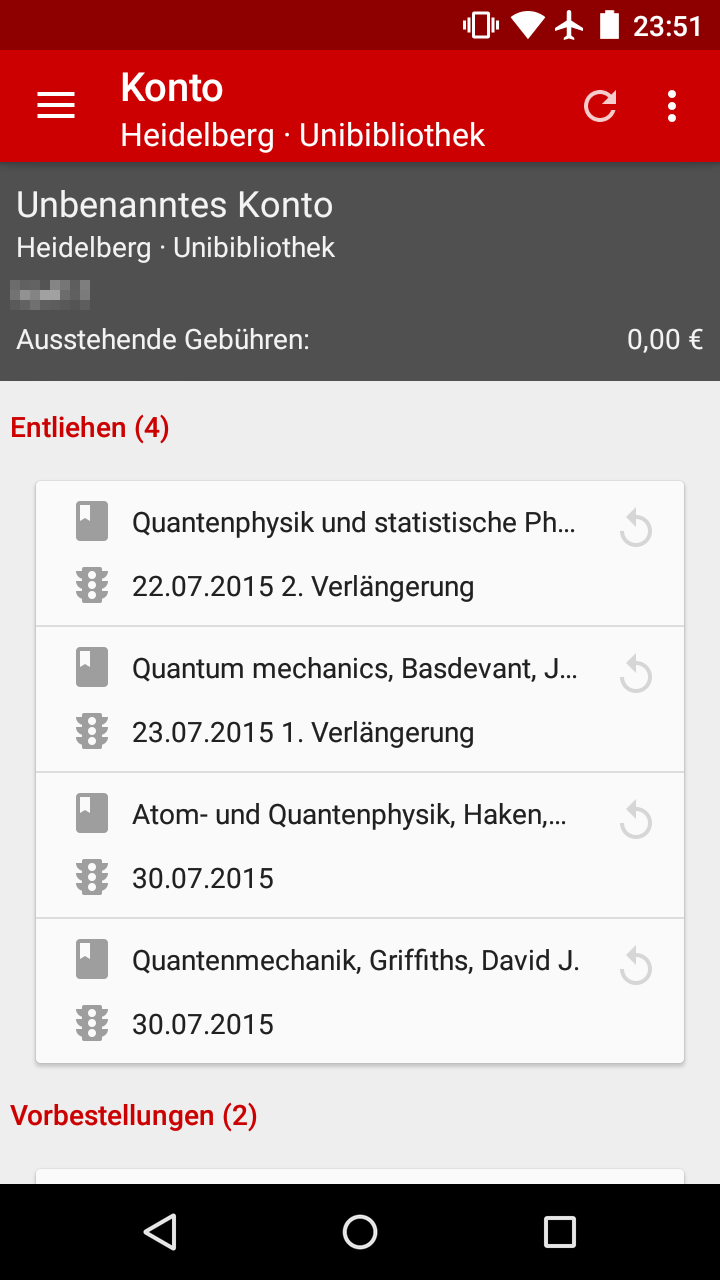 23:51
Konto
Heidelberg · Unibibliothek
Unbenanntes Konto
Heidelberg · Unibibliothek
Ausstehende Gebühren: 0,00 €
Entliehen (4)
Quantenphysik und statistische Ph...
22.07.2015 2. Verlängerung
Quantum mechanics, Basdevant, J...
23.07.2015 1. Verlängerung
Atom- und Quantenphysik, Haken,...
30.07.2015
Quantenmechanik, Griffiths, David J.
30.07.2015
Vorbestellungen (2)